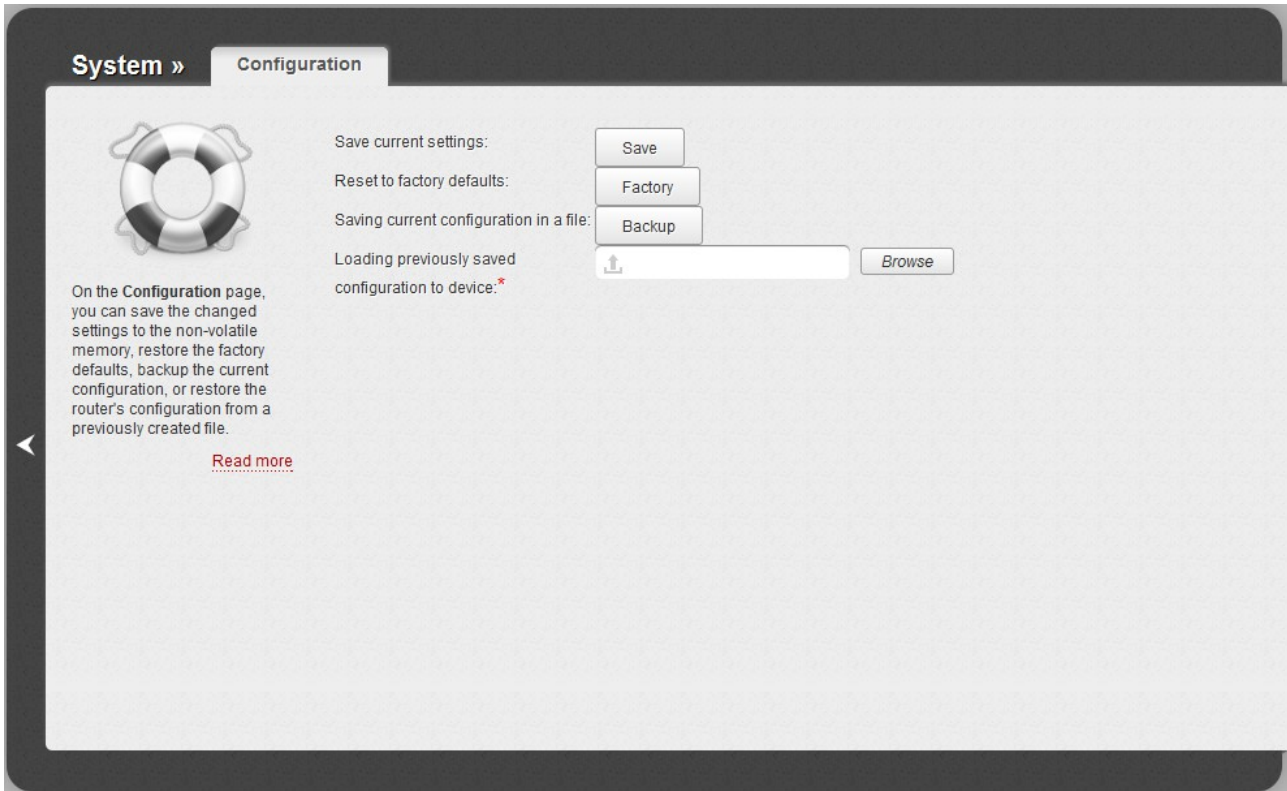 System »
Configuration
Save current settings:
Save
Reset to factory defaults:
Factory
Saving current configuration in a file:
Backup
Loading previously saved
configuration to device:*
Browse
On the Configuration page,
you can save the changed
settings to the non-volatile
memory, restore the factory
defaults, backup the current
configuration, or restore the
router's configuration from a
previously created file.
Read more